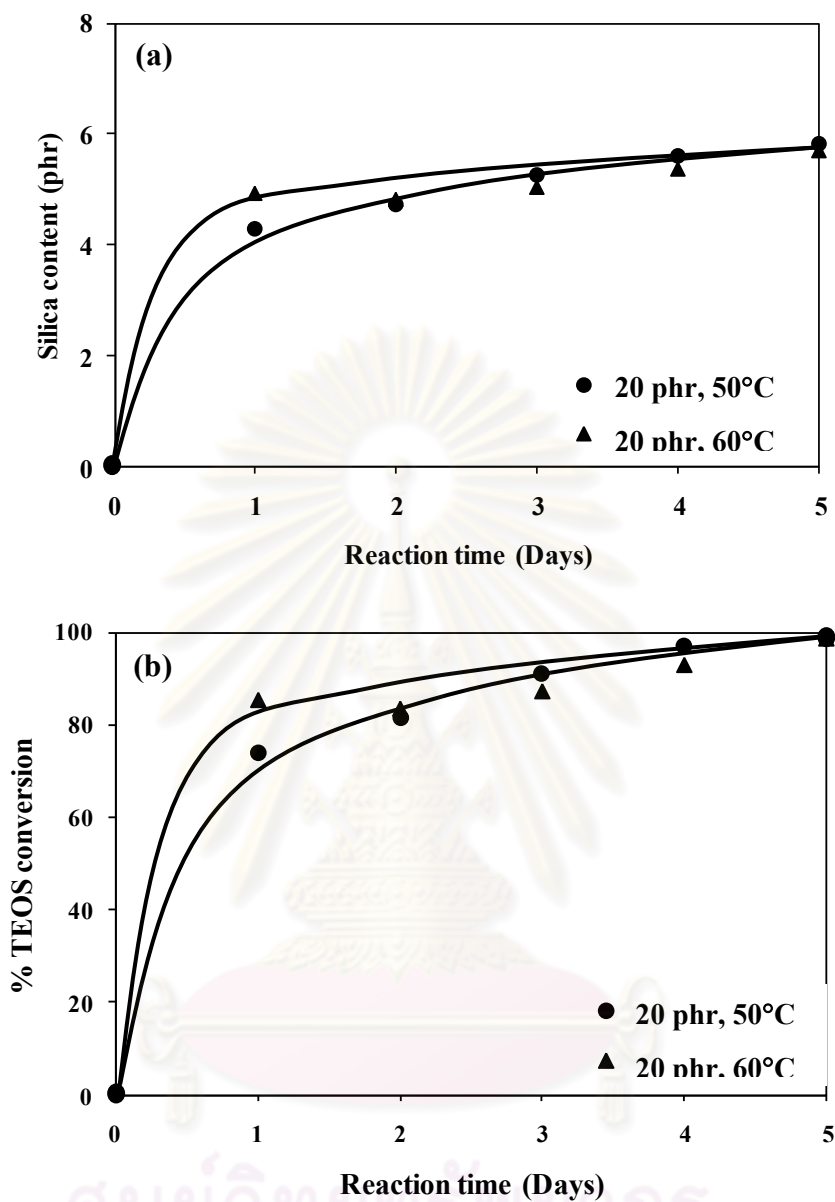 8
(a)
6
4
2
0
Silica content (phr)
20 phr, 50°C
20 phr, 60°C
0 1 2 3 4 5
Reaction time (Days)
100
(b)
80
60
40
20
0
% TEOS conversion
20 phr, 50°C
20 phr, 60°C
0 1 2 3 4 5
Reaction time (Days)